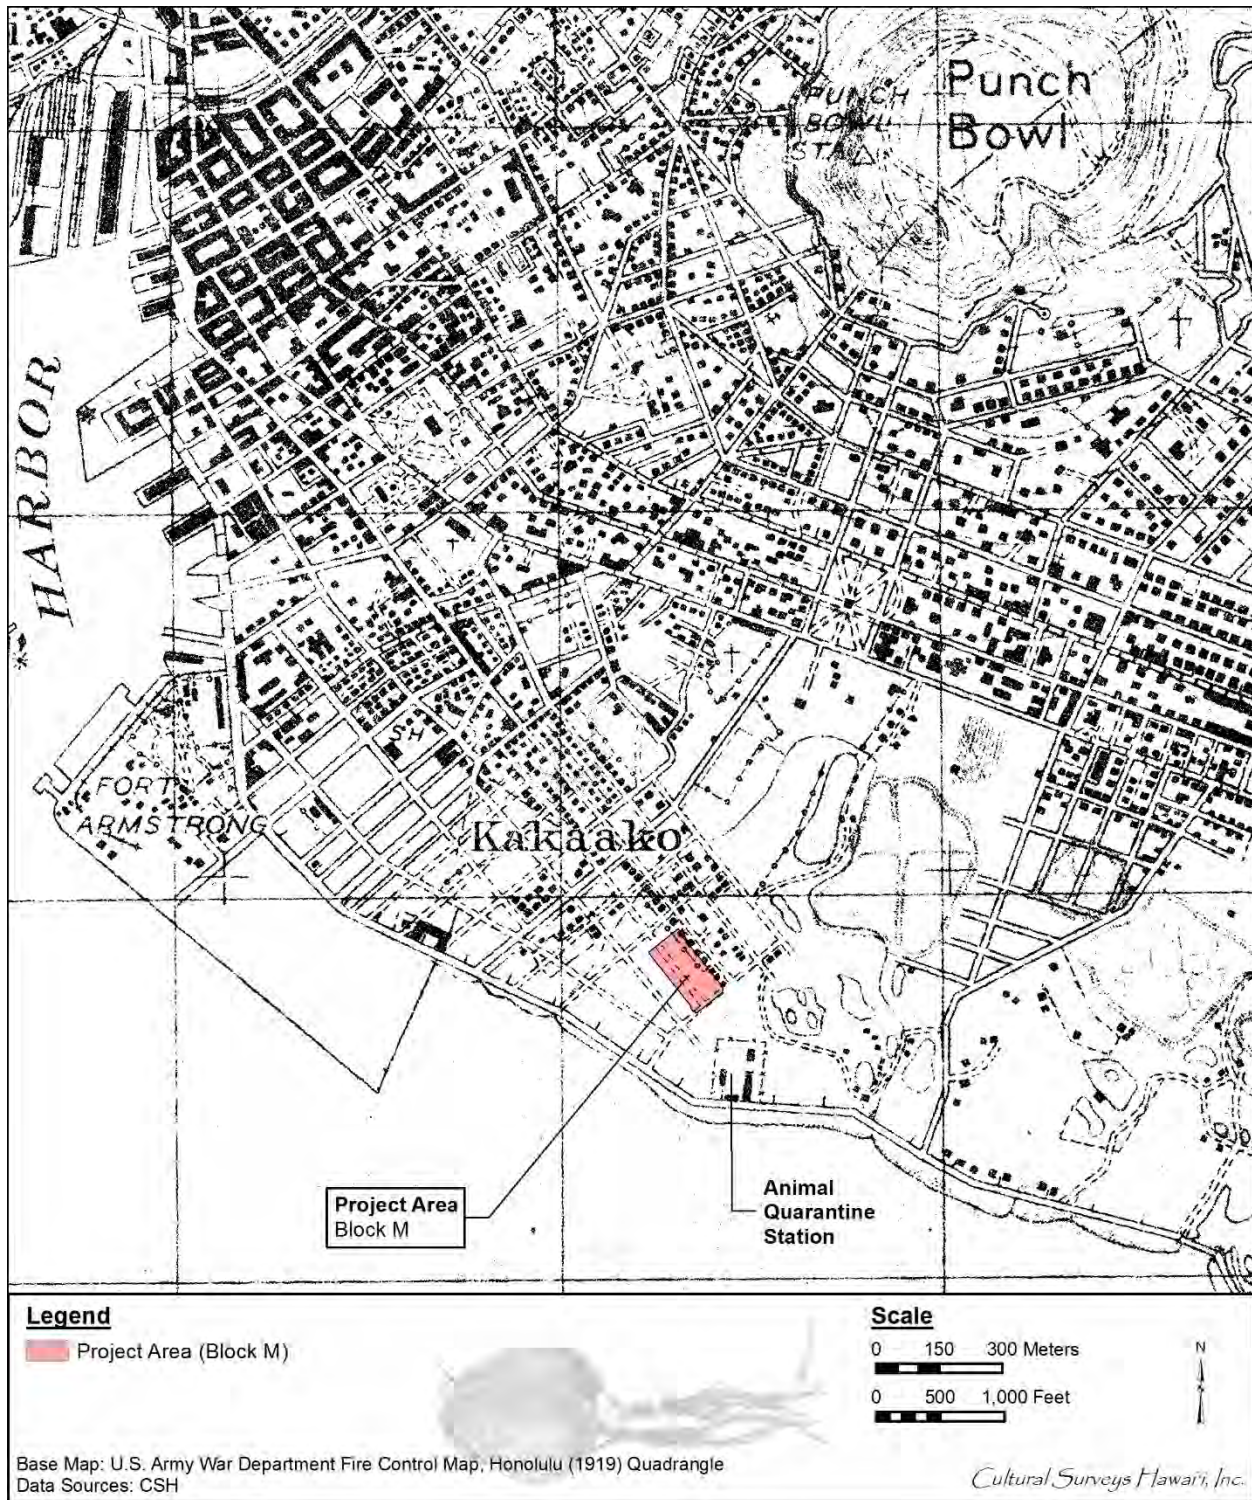 Punch
Bowl
PUNCH
BOWL
STA
HARBOR
SH
FORT
ARMSTRONG
Kakaako
Project Area
Block M
Animal
Quarantine
Station
Legend
Project Area (Block M)
Scale
0 150 300 Meters
0 500 1,000 Feet
N
Base Map: U.S. Army War Department Fire Control Map, Honolulu (1919) Quadrangle
Data Sources: CSH
Cultural Surveys Hawai'i, Inc.